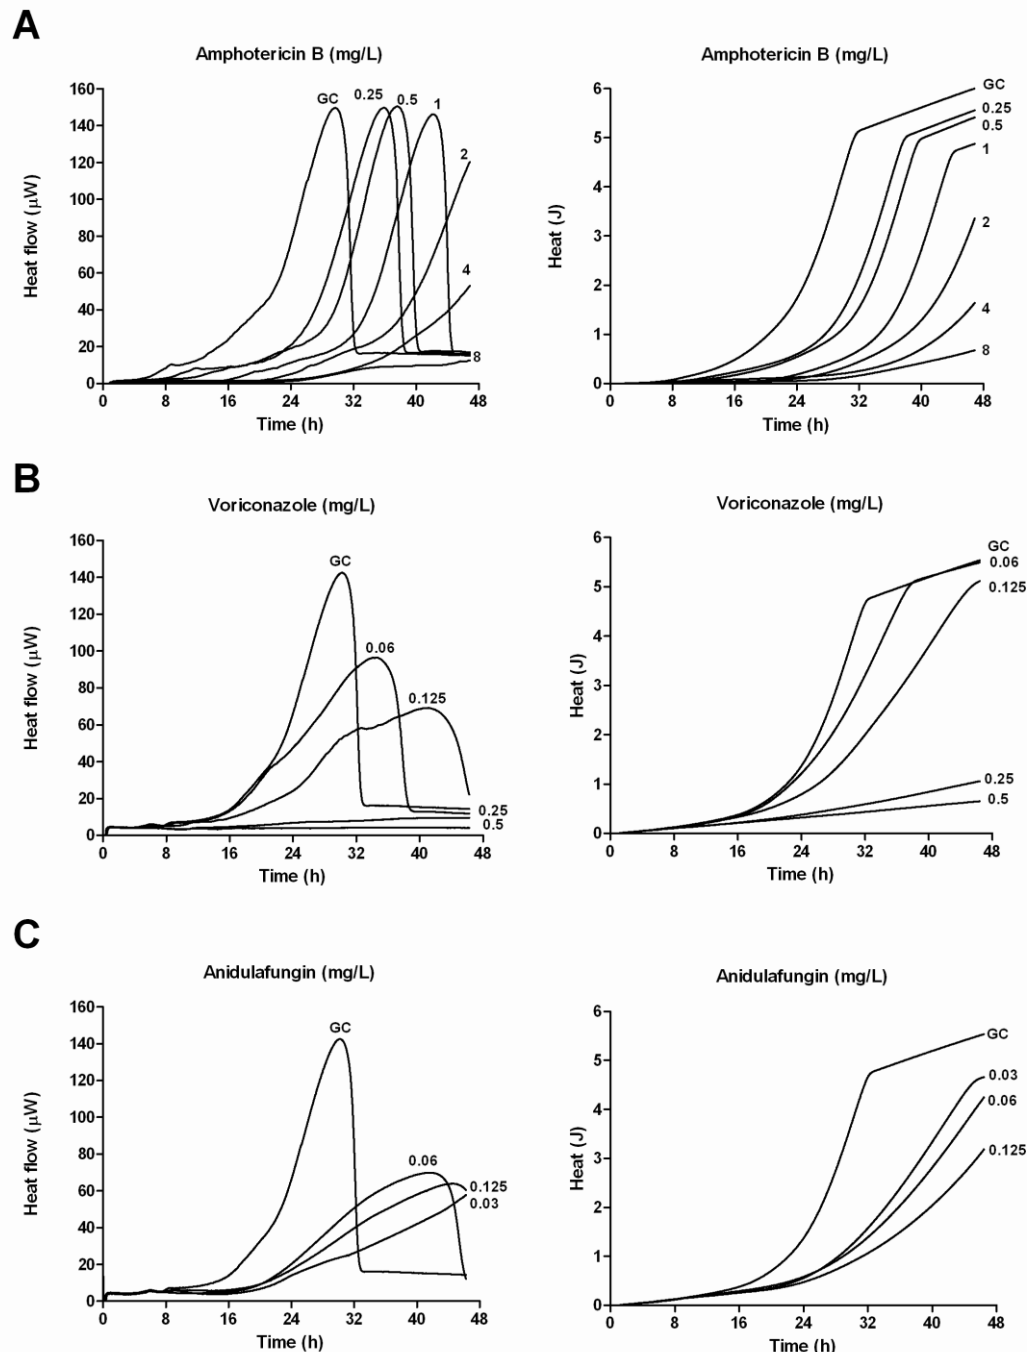 A
Amphotericin B (mg/L)
160
140
120
100
80
60
40
20
0
Heat flow (μW)
GC
0.25
0.5
1
2
4
8
0 8 16 24 32 40 48
Time (h)
Amphotericin B (mg/L)
6
5
4
3
2
1
0
Heat (J)
GC
0.25
0.5
1
2
4
8
0 8 16 24 32 40 48
Time (h)
B
Voriconazole (mg/L)
160
140
120
100
80
60
40
20
0
Heat flow (μW)
GC
0.06
0.125
0.25
0.5
0 8 16 24 32 40 48
Time (h)
Voriconazole (mg/L)
6
5
4
3
2
1
0
Heat (J)
GC
0.06
0.125
0.25
0.5
0 8 16 24 32 40 48
Time (h)
C
Anidulafungin (mg/L)
160
140
120
100
80
60
40
20
0
Heat flow (μW)
GC
0.06
0.125
0.03
0 8 16 24 32 40 48
Time (h)
Anidulafungin (mg/L)
6
5
4
3
2
1
0
Heat (J)
GC
0.03
0.06
0.125
0 8 16 24 32 40 48
Time (h)